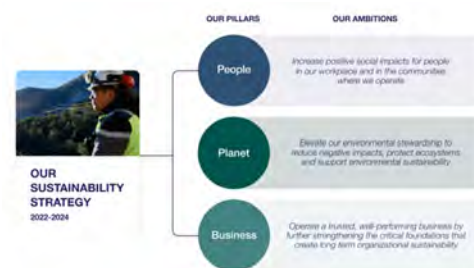 OUR PILLARS
OUR AMBITIONS
People
Increase positive social impacts for people
in our workplace and in the communities
where we operate
OUR
SUSTAINABILITY
STRATEGY
2022-2024
Planet
Elevate our environmental stewardship to
reduce negative impacts, protect ecosystems
and support environmental sustainability
Business
Operate a trusted, well-performing business by
further strengthening the critical foundations that
create long term organizational sustainability